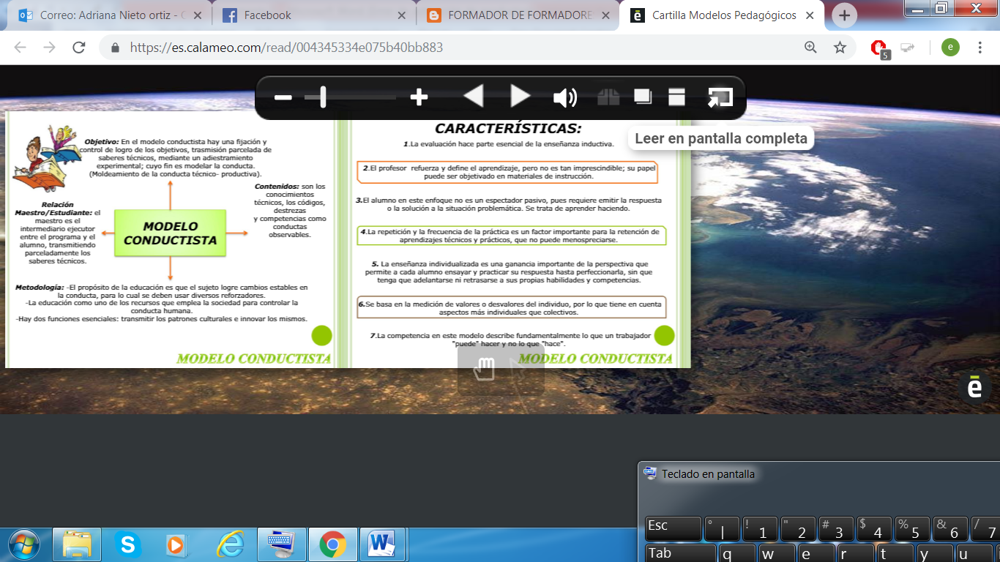 Correo: Adriana Nieto ortiz - O
Facebook
FORMADOR DE FORMADORE
Cartilla Modelos Pedagógicos
https://es.calameo.com/read/004345334e075b40bb883
5
e
Leer en pantalla completa
Objetivo: En el modelo conductista hay una fijación y
control de logro de los objetivos, trasmisión parcelada de
saberes técnicos, mediante un adiestramiento
experimental; cuyo fin es modelar la conducta.
(Moldeamiento de la conducta técnico- productiva).
Contenidos: son los
conocimientos
técnicos, los códigos,
destrezas
y competencias como
conductas
observables.
Relación
Maestro/Estudiante: el
maestro es el
intermediario ejecutor
entre el programa y el
alumno, transmitiendo
parceladamente los
saberes técnicos.
MODELO
CONDUCTISTA
Metodología: -El propósito de la educación es que el sujeto logre cambios estables en
la conducta, para lo cual se deben usar diversos reforzadores.
-La educación como uno de los recursos que emplea la sociedad para controlar la
conducta humana.
-Hay dos funciones esenciales: transmitir los patrones culturales e innovar los mismos.
MODELO CONDUCTISTA
CARACTERÍSTICAS:
1.La evaluación hace parte esencial de la enseñanza inductiva.
2.El profesor refuerza y define el aprendizaje, pero no es tan imprescindible; su papel
puede ser objetivado en materiales de instrucción.
3.El alumno en este enfoque no es un espectador pasivo, pues requiere emitir la respuesta
o la solución a la situación problemática. Se trata de aprender haciendo.
4.La repetición y la frecuencia de la práctica es un factor importante para la retención de
aprendizajes técnicos y prácticos, que no puede menospreciarse.
5. La enseñanza individualizada es una ganancia importante de la perspectiva que
permite a cada alumno ensayar y practicar su respuesta hasta perfeccionarla, sin que
tenga que adelantarse ni retrasarse a sus propias habilidades y competencias.
6.Se basa en la medición de valores o desvalores del individuo, por lo que tiene en cuenta
aspectos más individuales que colectivos.
7.La competencia en este modelo describe fundamentalmente lo que un trabajador
"puede" hacer y no lo que "hace".
MODELO CONDUCTISTA
ē
Teclado en pantalla
Esc ° | ! 1 " 2 # 3 $ 4 % 5 & 6 / 7
Tab q w e r t y u